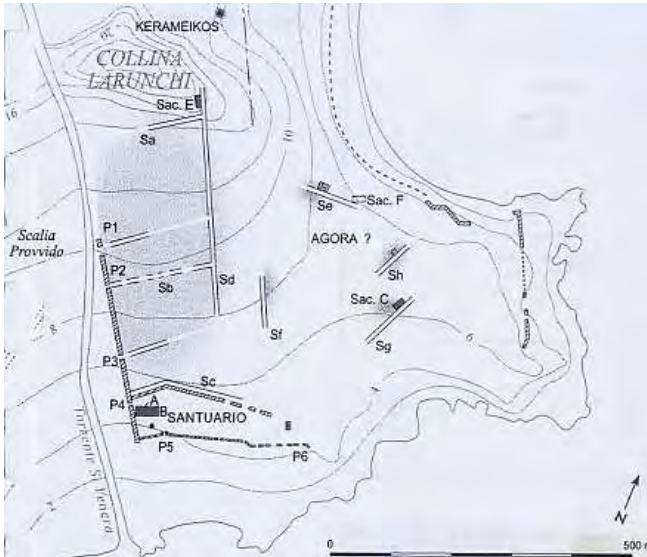 KERAMEIKOS
20
COLLINA
LARUNCHI
Sac. E
16
Sa
10
Se
Sac. F
P1
Scalia
Provvido
AGORA ?
P2
Sh
Sb
Sd
Sac. C
8
Sf
Sg
6
P3
Sc
4
P4
A
B
SANTUARIO
P5
P6
2
Torrente S. Venera
N
0
500 m